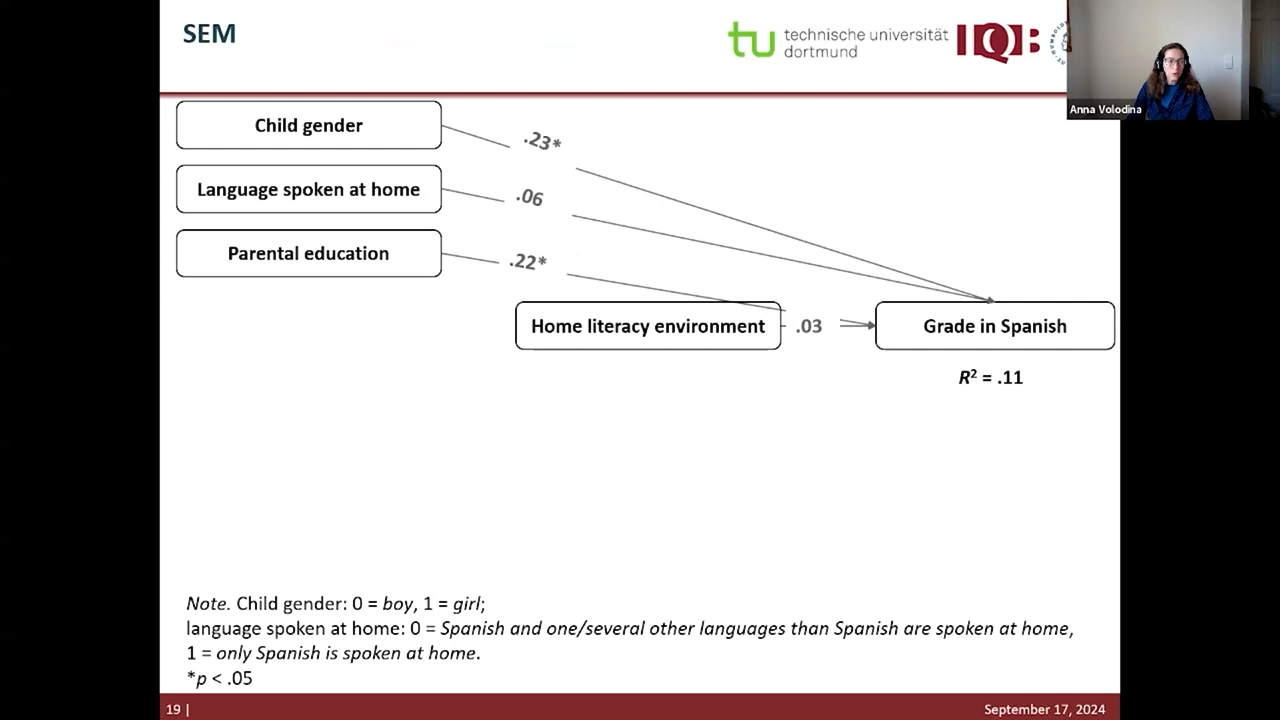 SEM
tu technische universität
dortmund
IQB
Anna Volodina
Child gender
.23*
Language spoken at home
.06
Parental education
.22*
Home literacy environment
.03
Grade in Spanish
R² = .11
Note. Child gender: 0 = boy, 1 = girl;
language spoken at home: 0 = Spanish and one/several other languages than Spanish are spoken at home,
1 = only Spanish is spoken at home.
*p < .05
19 |
September 17, 2024